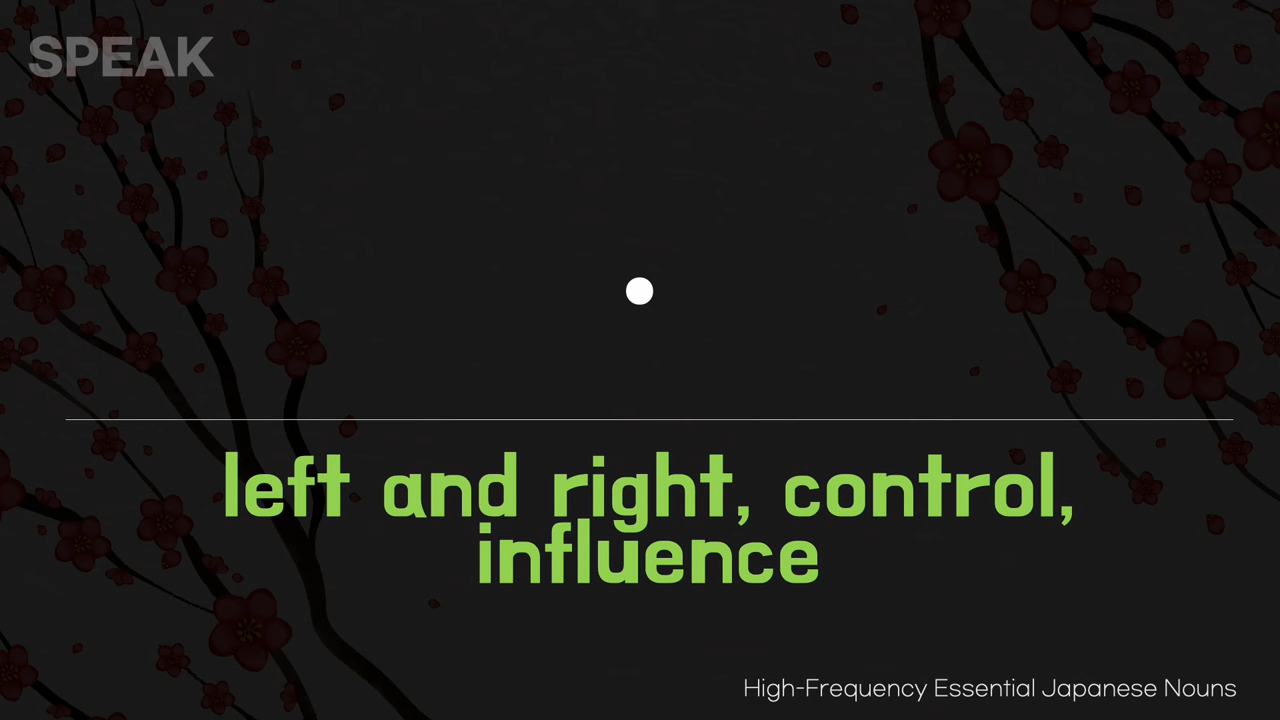 SPEAK
left and right, control,
influence
High-Frequency Essential Japanese Nouns